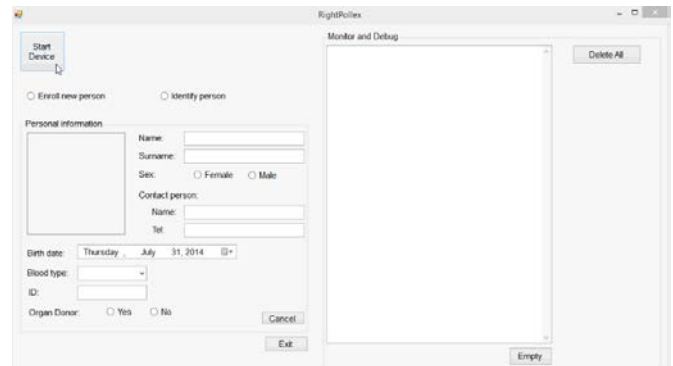 RightPollex
Start
Device
Enroll new person
Identify person
Personal information
Name:
Surname:
Sex:
Female
Male
Contact person:
Name:
Tel:
Birth date:
Thursday , July 31, 2014
Blood type:
ID:
Organ Donor:
Yes
No
Cancel
Exit
Monitor and Debug
Delete All
Empty